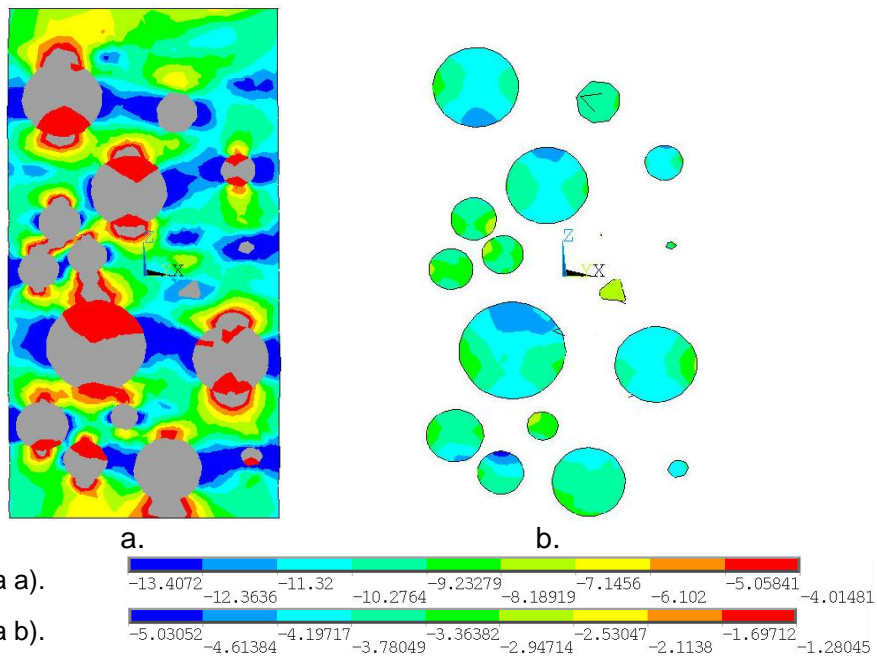 Z
X
Z
YX
a.
b.
a a).
-13.4072 -11.32 -9.23279 -7.1456 -5.05841
-12.3636 -10.2764 -8.18919 -6.102 -4.01481
a b).
-5.03052 -4.19717 -3.36382 -2.53047 -1.69712
-4.61384 -3.78049 -2.94714 -2.1138 -1.28045